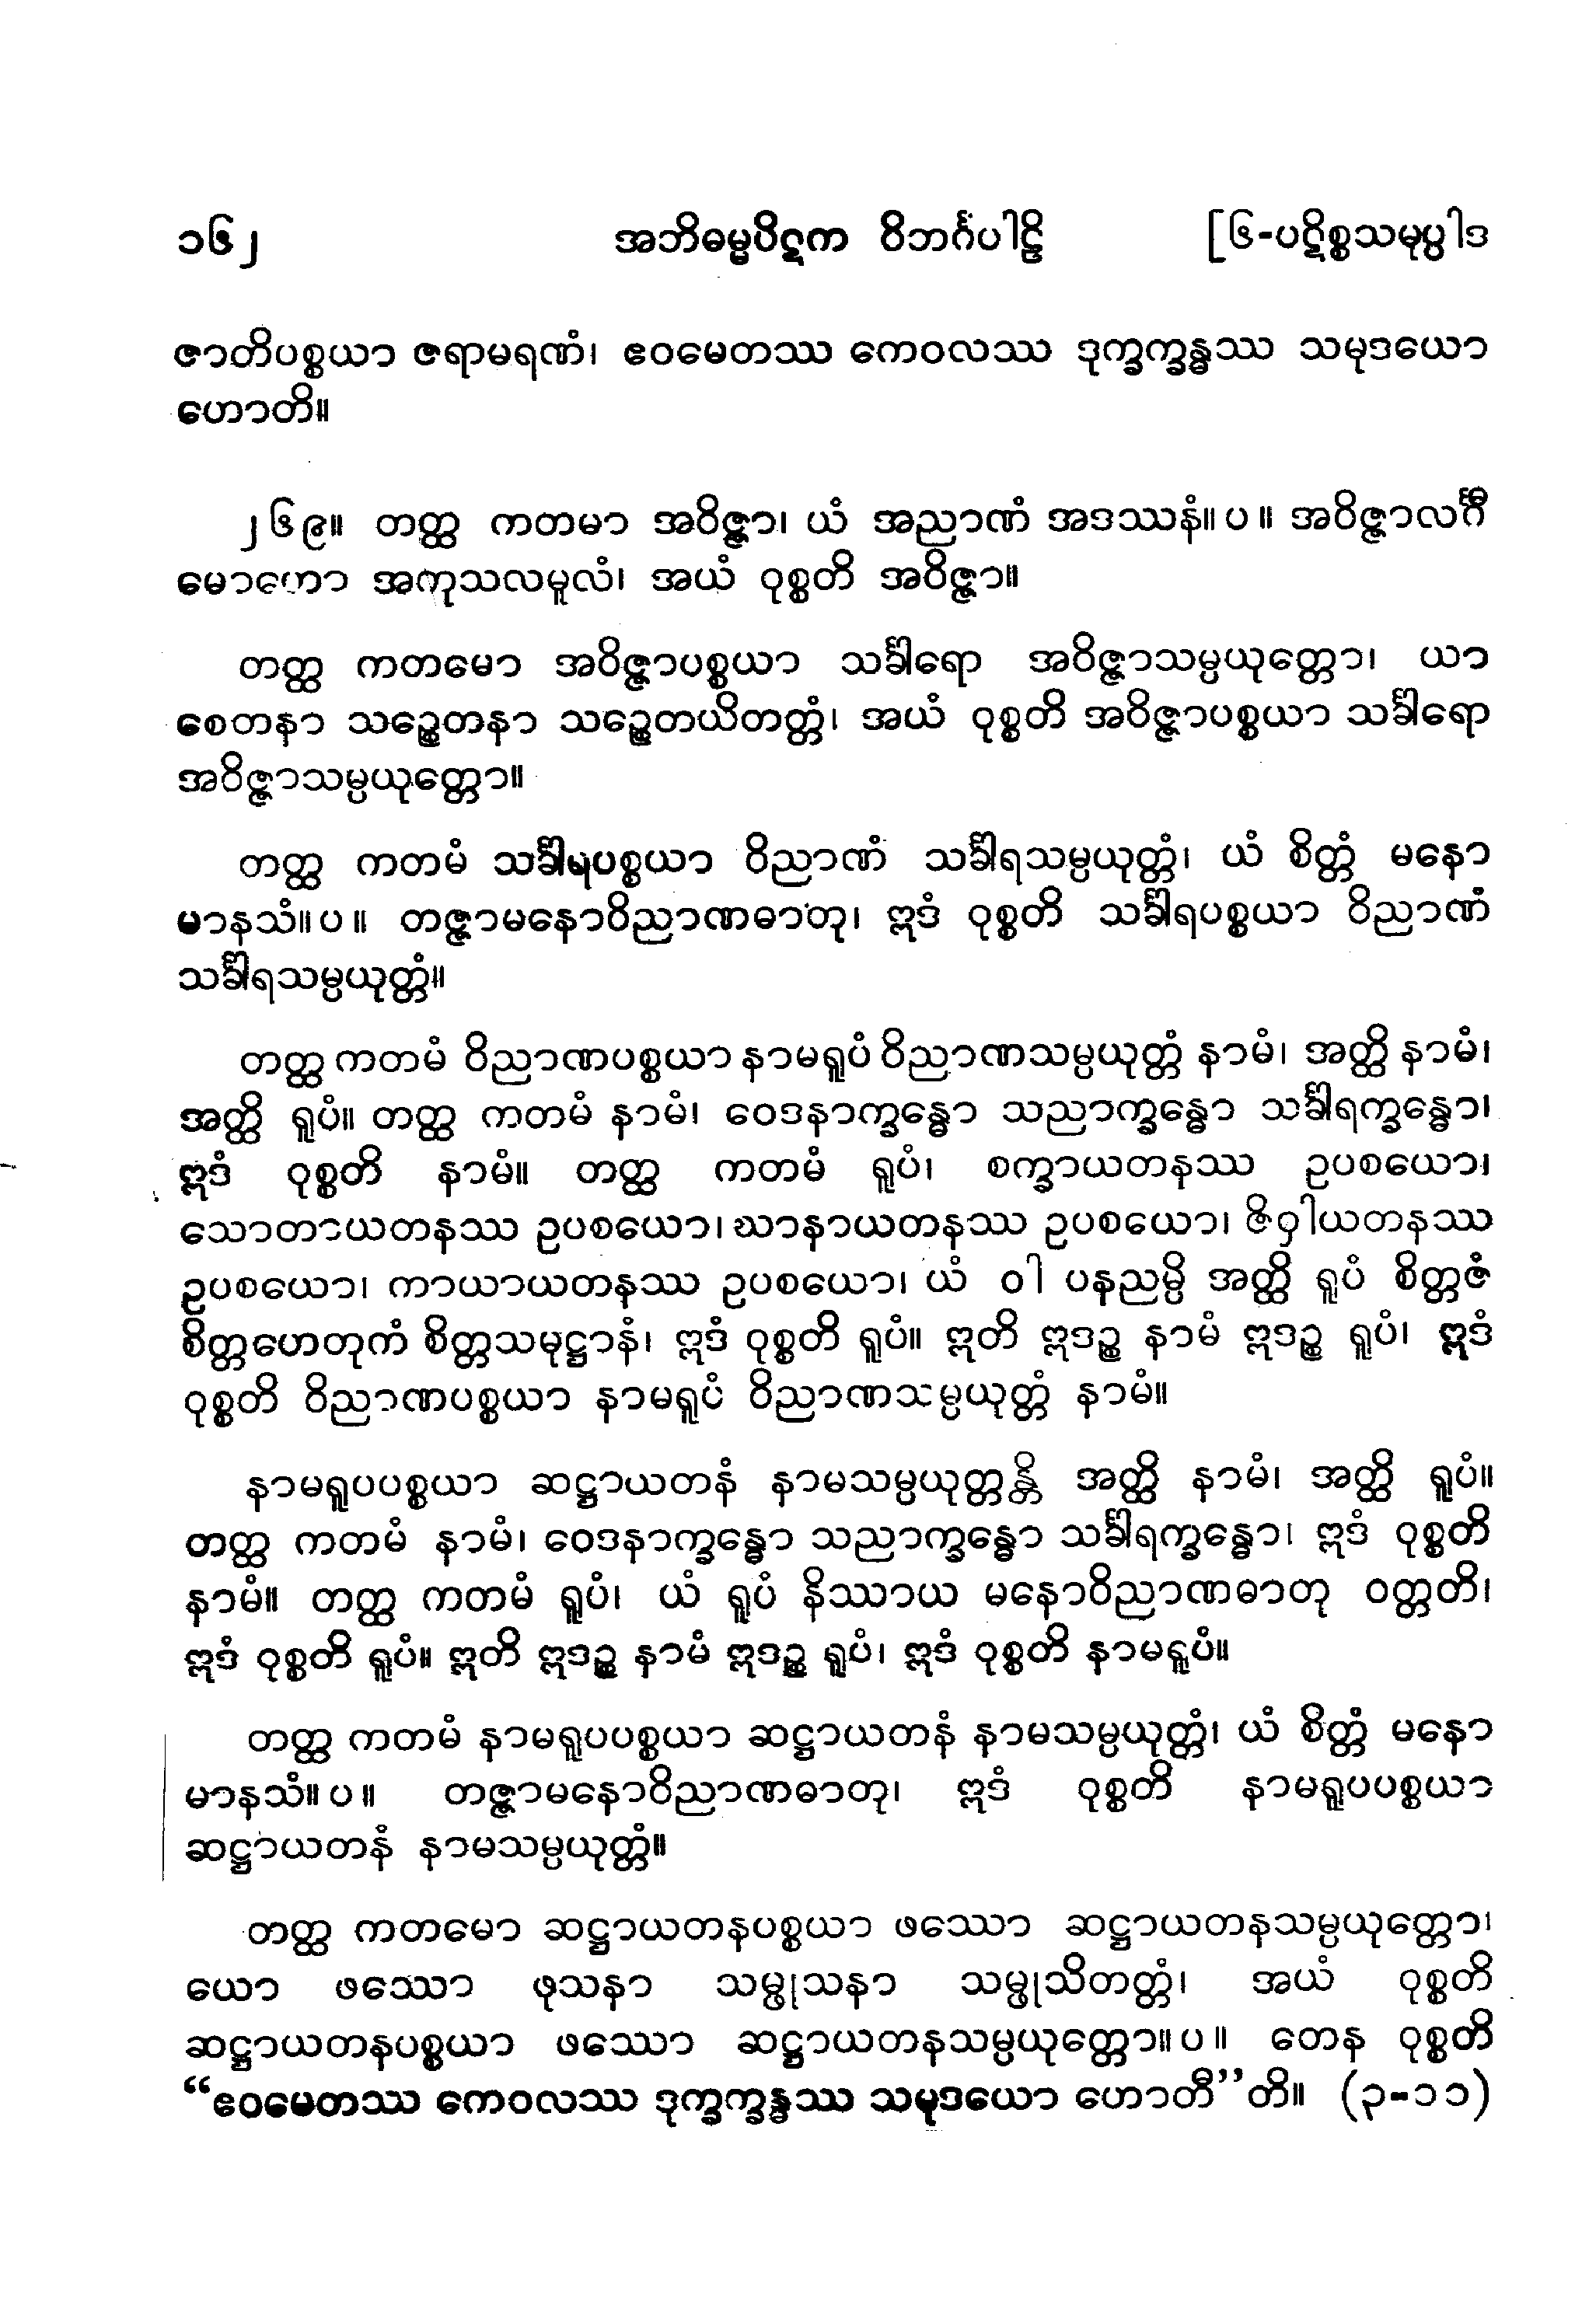 ၁၆၂ အဘိဓမ္မပိဋက ဝိဘင်္ဂပါဠိ [၆-ပဋိစ္စသမုပ္ပါဒ
ဇာတိပစ္စယာ ဇရာမရဏံ၊ ဧဝမေတဿ ကေဝလဿ ဒုက္ခက္ခန္ဓဿ သမုဒယော
ဟောတိ။
၂၆၉။ တတ္ထ ကတမာ အဝိဇ္ဇာ၊ ယံ အညာဏံ အဒဿနံ။ပ။ အဝိဇ္ဇာလင်္ဂီ
မောဟော အကုသလမူလံ၊ အယံ ဝုစ္စတိ အဝိဇ္ဇာ။
တတ္ထ ကတမော အဝိဇ္ဇာပစ္စယာ သင်္ခါရော အဝိဇ္ဇာသမ္ပယုတ္တော၊ ယာ
စေတနာ သဉ္စေတနာ သဉ္စေတယိတတ္တံ၊ အယံ ဝုစ္စတိ အဝိဇ္ဇာပစ္စယာ သင်္ခါရော
အဝိဇ္ဇာသမ္ပယုတ္တော။
တတ္ထ ကတမံ သင်္ခါရပစ္စယာ ဝိညာဏံ သင်္ခါရသမ္ပယုတ္တံ၊ ယံ စိတ္တံ မနော
မာနသံ။ပ။ တဇ္ဇာမနောဝိညာဏဓာတု၊ ဣဒံ ဝုစ္စတိ သင်္ခါရပစ္စယာ ဝိညာဏံ
သင်္ခါရသမ္ပယုတ္တံ။
တတ္ထ ကတမံ ဝိညာဏပစ္စယာ နာမရူပံ ဝိညာဏသမ္ပယုတ္တံ နာမံ၊ အတ္ထိ နာမံ၊
အတ္ထိ ရူပံ။ တတ္ထ ကတမံ နာမံ၊ ဝေဒနာက္ခန္ဓော သညာက္ခန္ဓော သင်္ခါရက္ခန္ဓော၊
ဣဒံ ဝုစ္စတိ နာမံ။ တတ္ထ ကတမံ ရူပံ၊ စက္ခာယတနဿ ဥပစယော၊
သောတာယတနဿ ဥပစယော၊ ဃာနာယတနဿ ဥပစယော၊ ဇိဝှါယတနဿ
ဥပစယော၊ ကာယာယတနဿ ဥပစယော၊ ယံ ဝါ ပနညမ္ပိ အတ္ထိ ရူပံ စိတ္တဇံ
စိတ္တဟေတုကံ စိတ္တသမုဋ္ဌာနံ၊ ဣဒံ ဝုစ္စတိ ရူပံ။ ဣတိ ဣဒဉ္စ နာမံ ဣဒဉ္စ ရူပံ၊ ဣဒံ
ဝုစ္စတိ ဝိညာဏပစ္စယာ နာမရူပံ ဝိညာဏသမ္ပယုတ္တံ နာမံ။
နာမရူပပစ္စယာ ဆဋ္ဌာယတနံ နာမသမ္ပယုတ္တန္တိ အတ္ထိ နာမံ၊ အတ္ထိ ရူပံ။
တတ္ထ ကတမံ နာမံ၊ ဝေဒနာက္ခန္ဓော သညာက္ခန္ဓော သင်္ခါရက္ခန္ဓော၊ ဣဒံ ဝုစ္စတိ
နာမံ။ တတ္ထ ကတမံ ရူပံ၊ ယံ ရူပံ နိဿာယ မနောဝိညာဏဓာတု ဝတ္တတိ၊
ဣဒံ ဝုစ္စတိ ရူပံ။ ဣတိ ဣဒဉ္စ နာမံ ဣဒဉ္စ ရူပံ၊ ဣဒံ ဝုစ္စတိ နာမရူပံ။
တတ္ထ ကတမံ နာမရူပပစ္စယာ ဆဋ္ဌာယတနံ နာမသမ္ပယုတ္တံ၊ ယံ စိတ္တံ မနော
မာနသံ။ပ။ တဇ္ဇာမနောဝိညာဏဓာတု၊ ဣဒံ ဝုစ္စတိ နာမရူပပစ္စယာ
ဆဋ္ဌာယတနံ နာမသမ္ပယုတ္တံ။
တတ္ထ ကတမော ဆဋ္ဌာယတနပစ္စယာ ဖဿော ဆဋ္ဌာယတနသမ္ပယုတ္တော၊
ယော ဖဿော ဖုသနာ သမ္ဖုသနာ သမ္ဖုသိတတ္တံ၊ အယံ ဝုစ္စတိ
ဆဋ္ဌာယတနပစ္စယာ ဖဿော ဆဋ္ဌာယတနသမ္ပယုတ္တော။ပ။ တေန ဝုစ္စတိ
“ဧဝမေတဿ ကေဝလဿ ဒုက္ခက္ခန္ဓဿ သမုဒယော ဟောတီ”တိ။ (၃-၁၁)